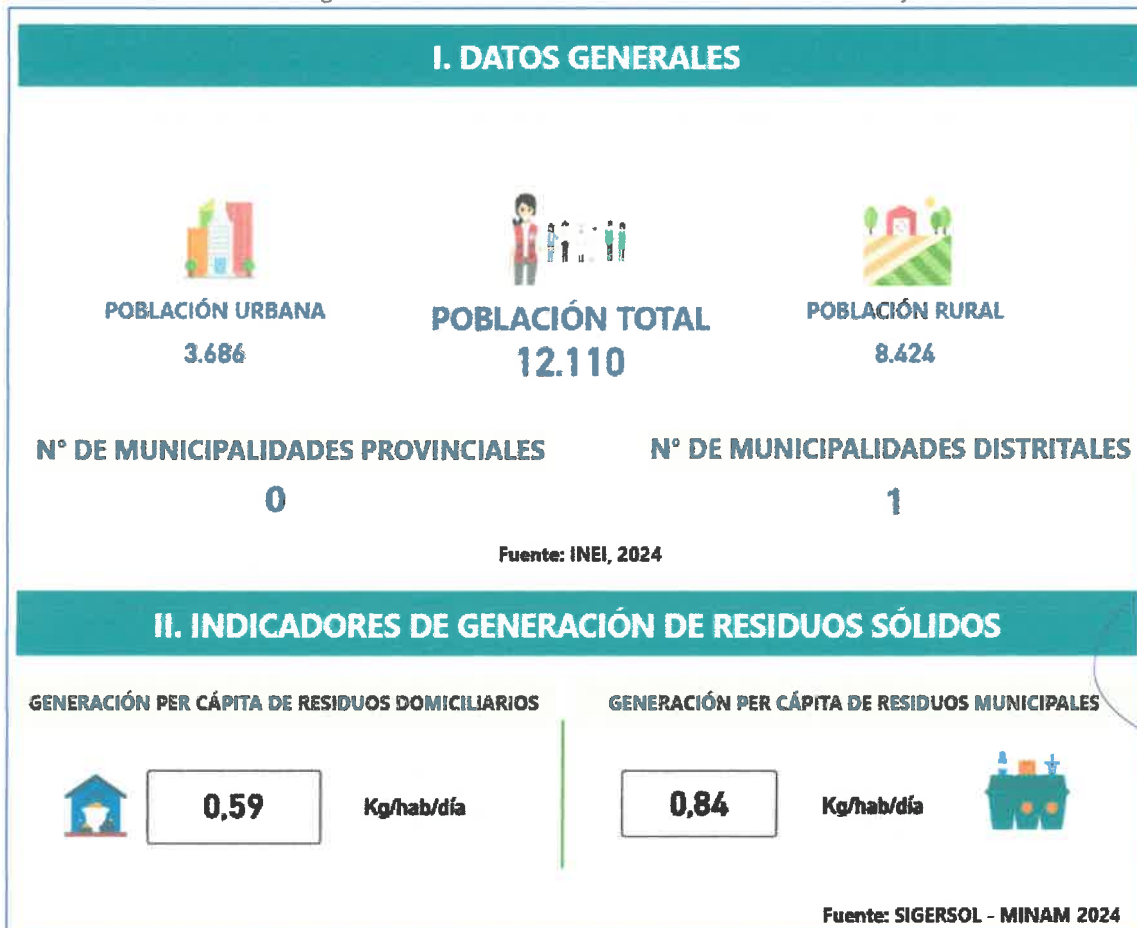 I. DATOS GENERALES
POBLACIÓN URBANA
3.686
POBLACIÓN TOTAL
12.110
POBLACIÓN RURAL
8.424
N° DE MUNICIPALIDADES PROVINCIALES
0
N° DE MUNICIPALIDADES DISTRITALES
1
Fuente: INEI, 2024
II. INDICADORES DE GENERACIÓN DE RESIDUOS SÓLIDOS
GENERACIÓN PER CÁPITA DE RESIDUOS DOMICILIARIOS
0,59 Kg/hab/día
GENERACIÓN PER CÁPITA DE RESIDUOS MUNICIPALES
0,84 Kg/hab/día
Fuente: SIGERSOL - MINAM 2024